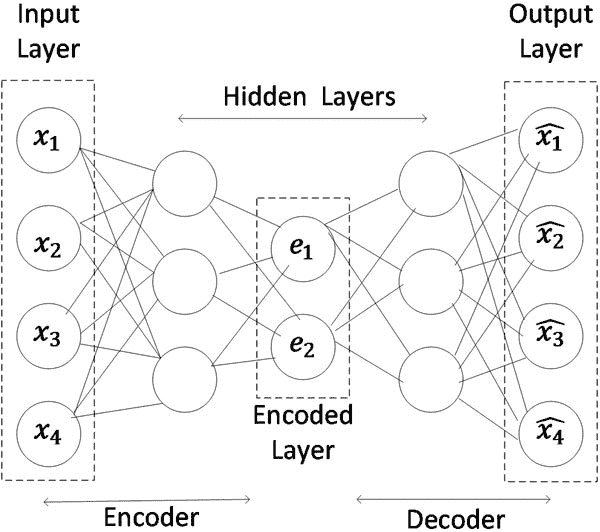 Input
Layer
Output
Layer
Hidden Layers
x₁
x₂
x₃
x₄
e₁
e₂
x̂₁
x̂₂
x̂₃
x̂₄
Encoded
Layer
Encoder
Decoder